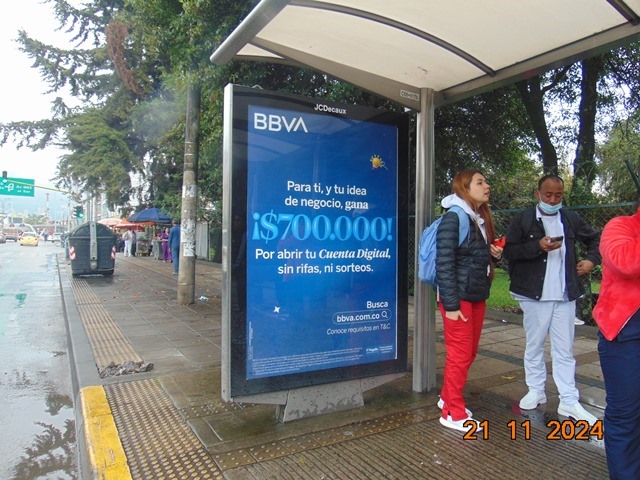 JCDecaux
BBVA
Para ti, y tu idea
de negocio, gana
¡$700.000!
Por abrir tu Cuenta Digital,
sin rifas, ni sorteos.
Busca
bbva.com.co
Conoce requisitos en T&C
21 11 2024